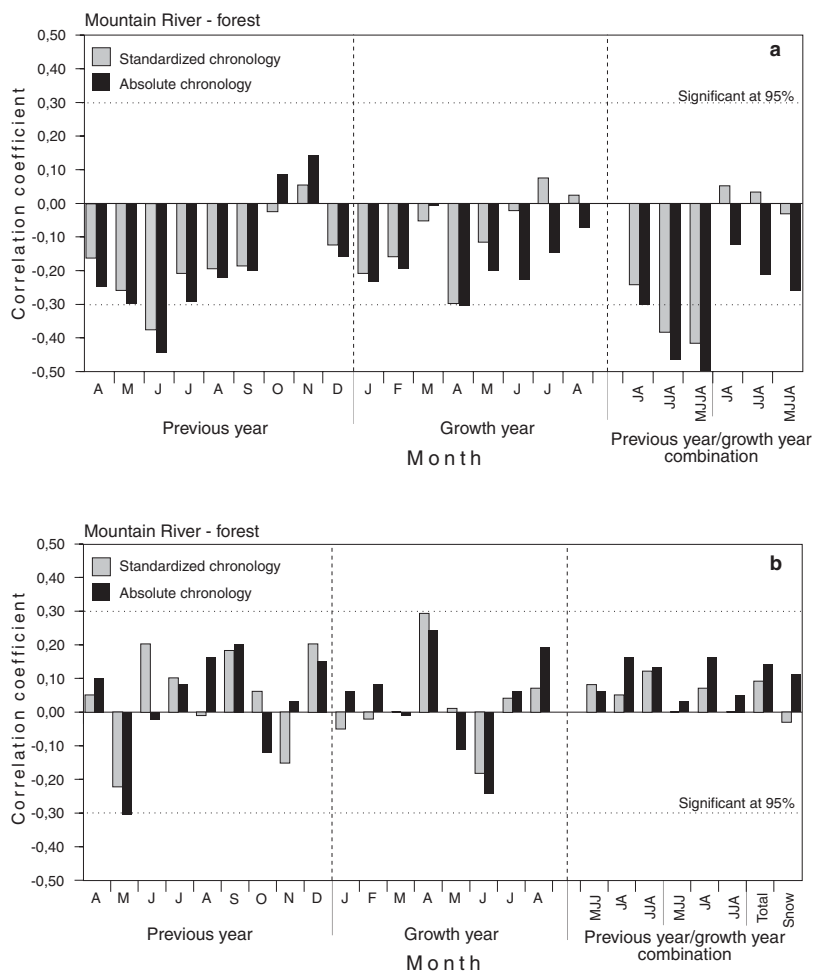 Mountain River - forest
0,50
0,40
0,30
0,20
0,10
0,00
-0,10
-0,20
-0,30
-0,40
-0,50
Correlation coefficient
Standardized chronology
Absolute chronology
a
Significant at 95%
A M J J A S O N D J F M A M J J A JA JJA MJJA JA JJA MJJA
Previous year
Growth year
Previous year/growth year
combination
Month
Mountain River - forest
0,50
0,40
0,30
0,20
0,10
0,00
-0,10
-0,20
-0,30
-0,40
-0,50
Correlation coefficient
Standardized chronology
Absolute chronology
b
Significant at 95%
A M J J A S O N D J F M A M J J A MJJ JA JJA MJJ JA JJA Total Snow
Previous year
Growth year
Previous year/growth year
combination
Month